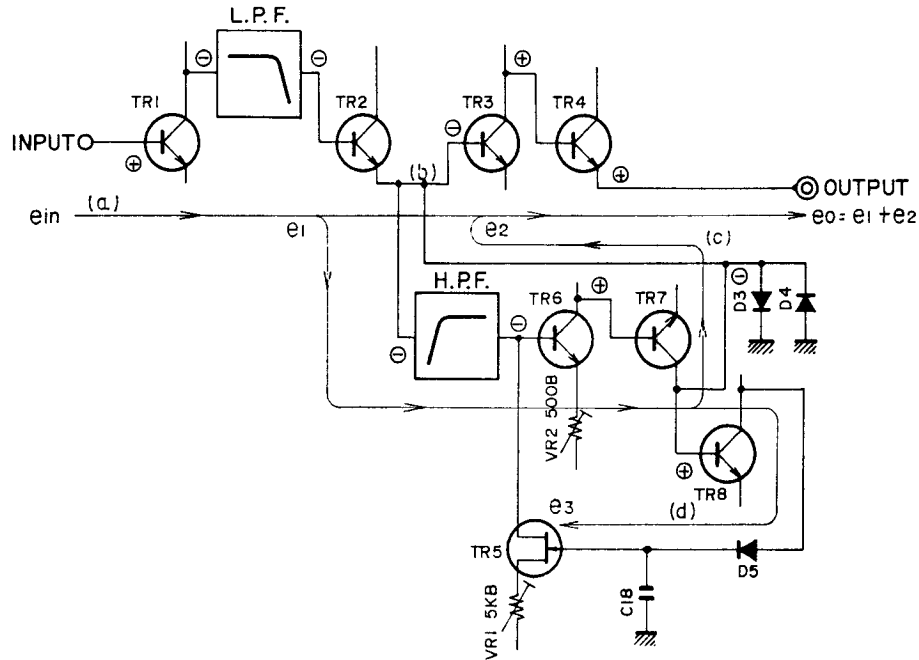 L.P.F.
⊖ ⊖ ⊕
TR1 TR2 TR3 TR4
INPUT ⊕ ⊖ ⊕
(b)
OUTPUT
ein (a) e1 e2 eo = e1 + e2
(c)
H.P.F.
TR6 ⊕ TR7 ⊖ D3 D4
⊖ ⊖
VR2 500B
⊕ TR8
e3 (d)
TR5
D5
VR1 5KB
C18